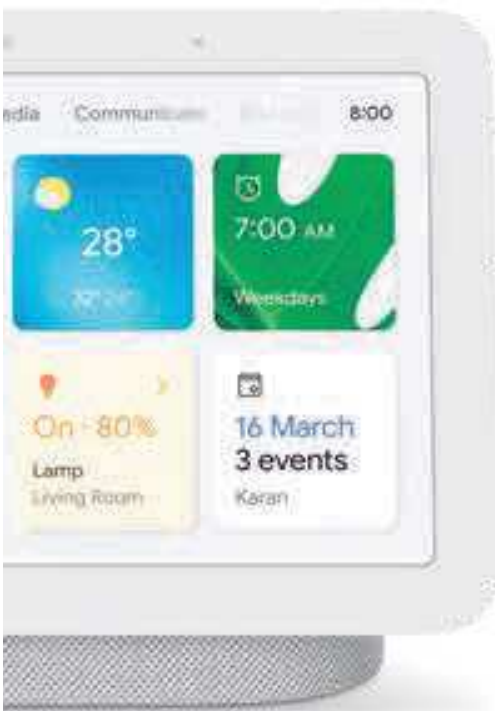 8:00
28°
7:00 AM
Weekdays
On · 80%
Lamp
Living Room
16 March
3 events
Karan